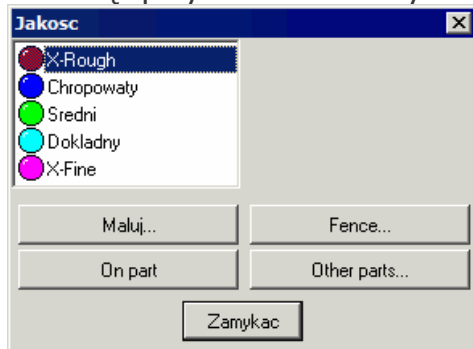 Jakosc
X-Rough
Chropowaty
Sredni
Dokladny
X-Fine
Maluj...
Fence...
On part
Other parts...
Zamykac